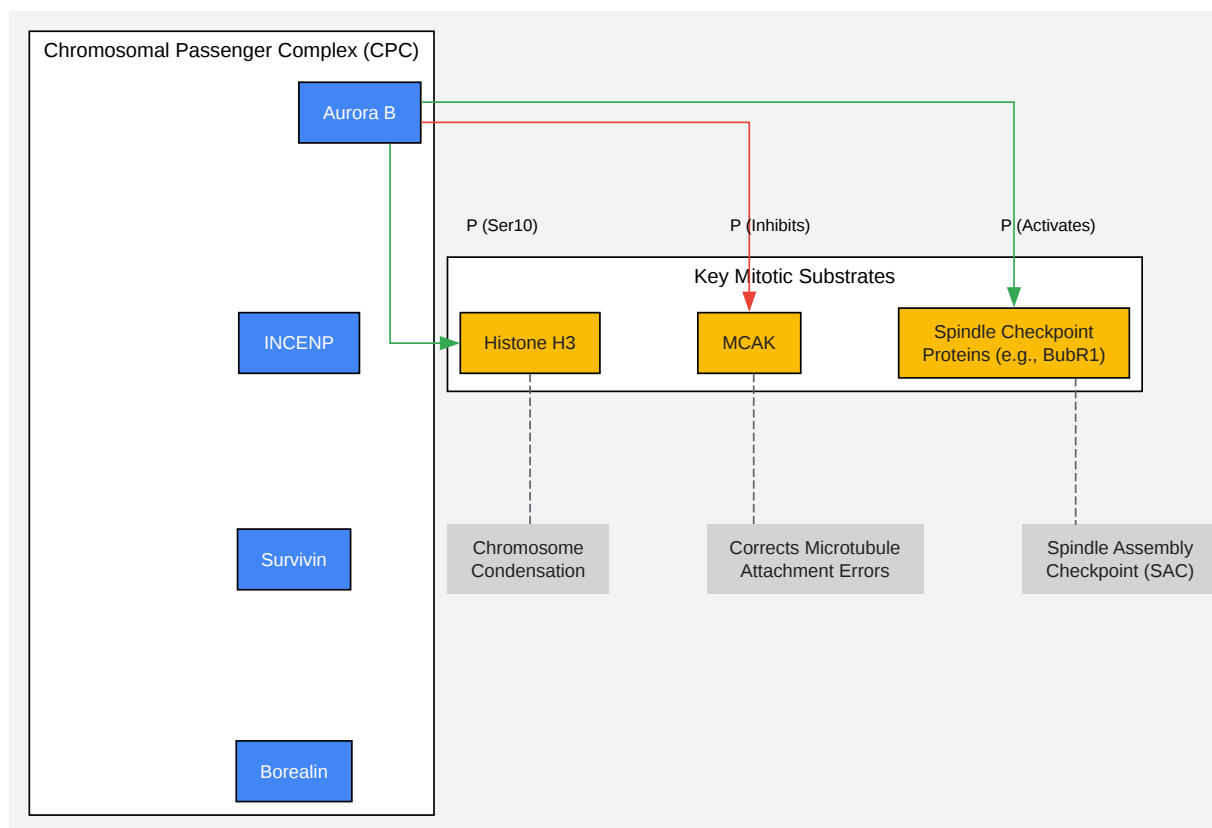 Chromosomal Passenger Complex (CPC)
Aurora B
P (Ser10)
P (Inhibits)
P (Activates)
Key Mitotic Substrates
INCENP
Histone H3
MCAK
Spindle Checkpoint
Proteins (e.g., BubR1)
Survivin
Chromosome
Condensation
Corrects Microtubule
Attachment Errors
Spindle Assembly
Checkpoint (SAC)
Borealin